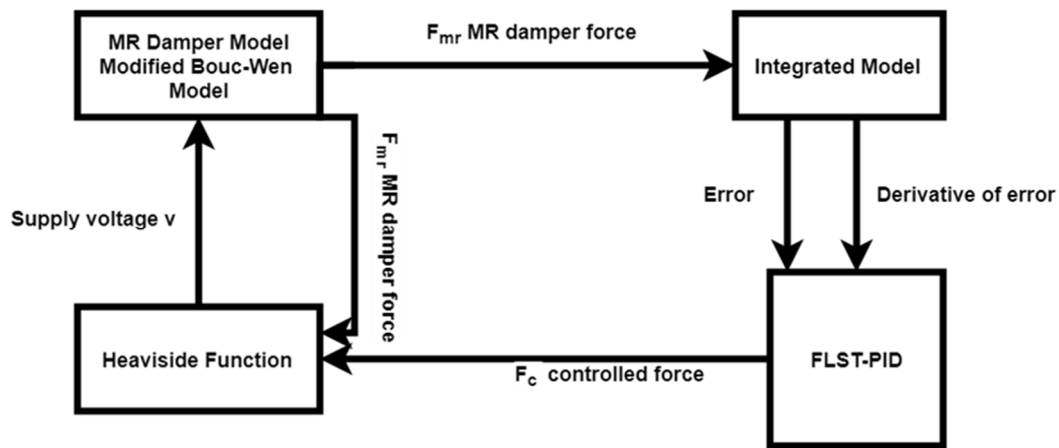 MR Damper Model
Modified Bouc-Wen
Model
Fmr MR damper force
Integrated Model
Fmr MR damper force
Error
Derivative of error
Supply voltage v
Heaviside Function
Fc controlled force
FLST-PID